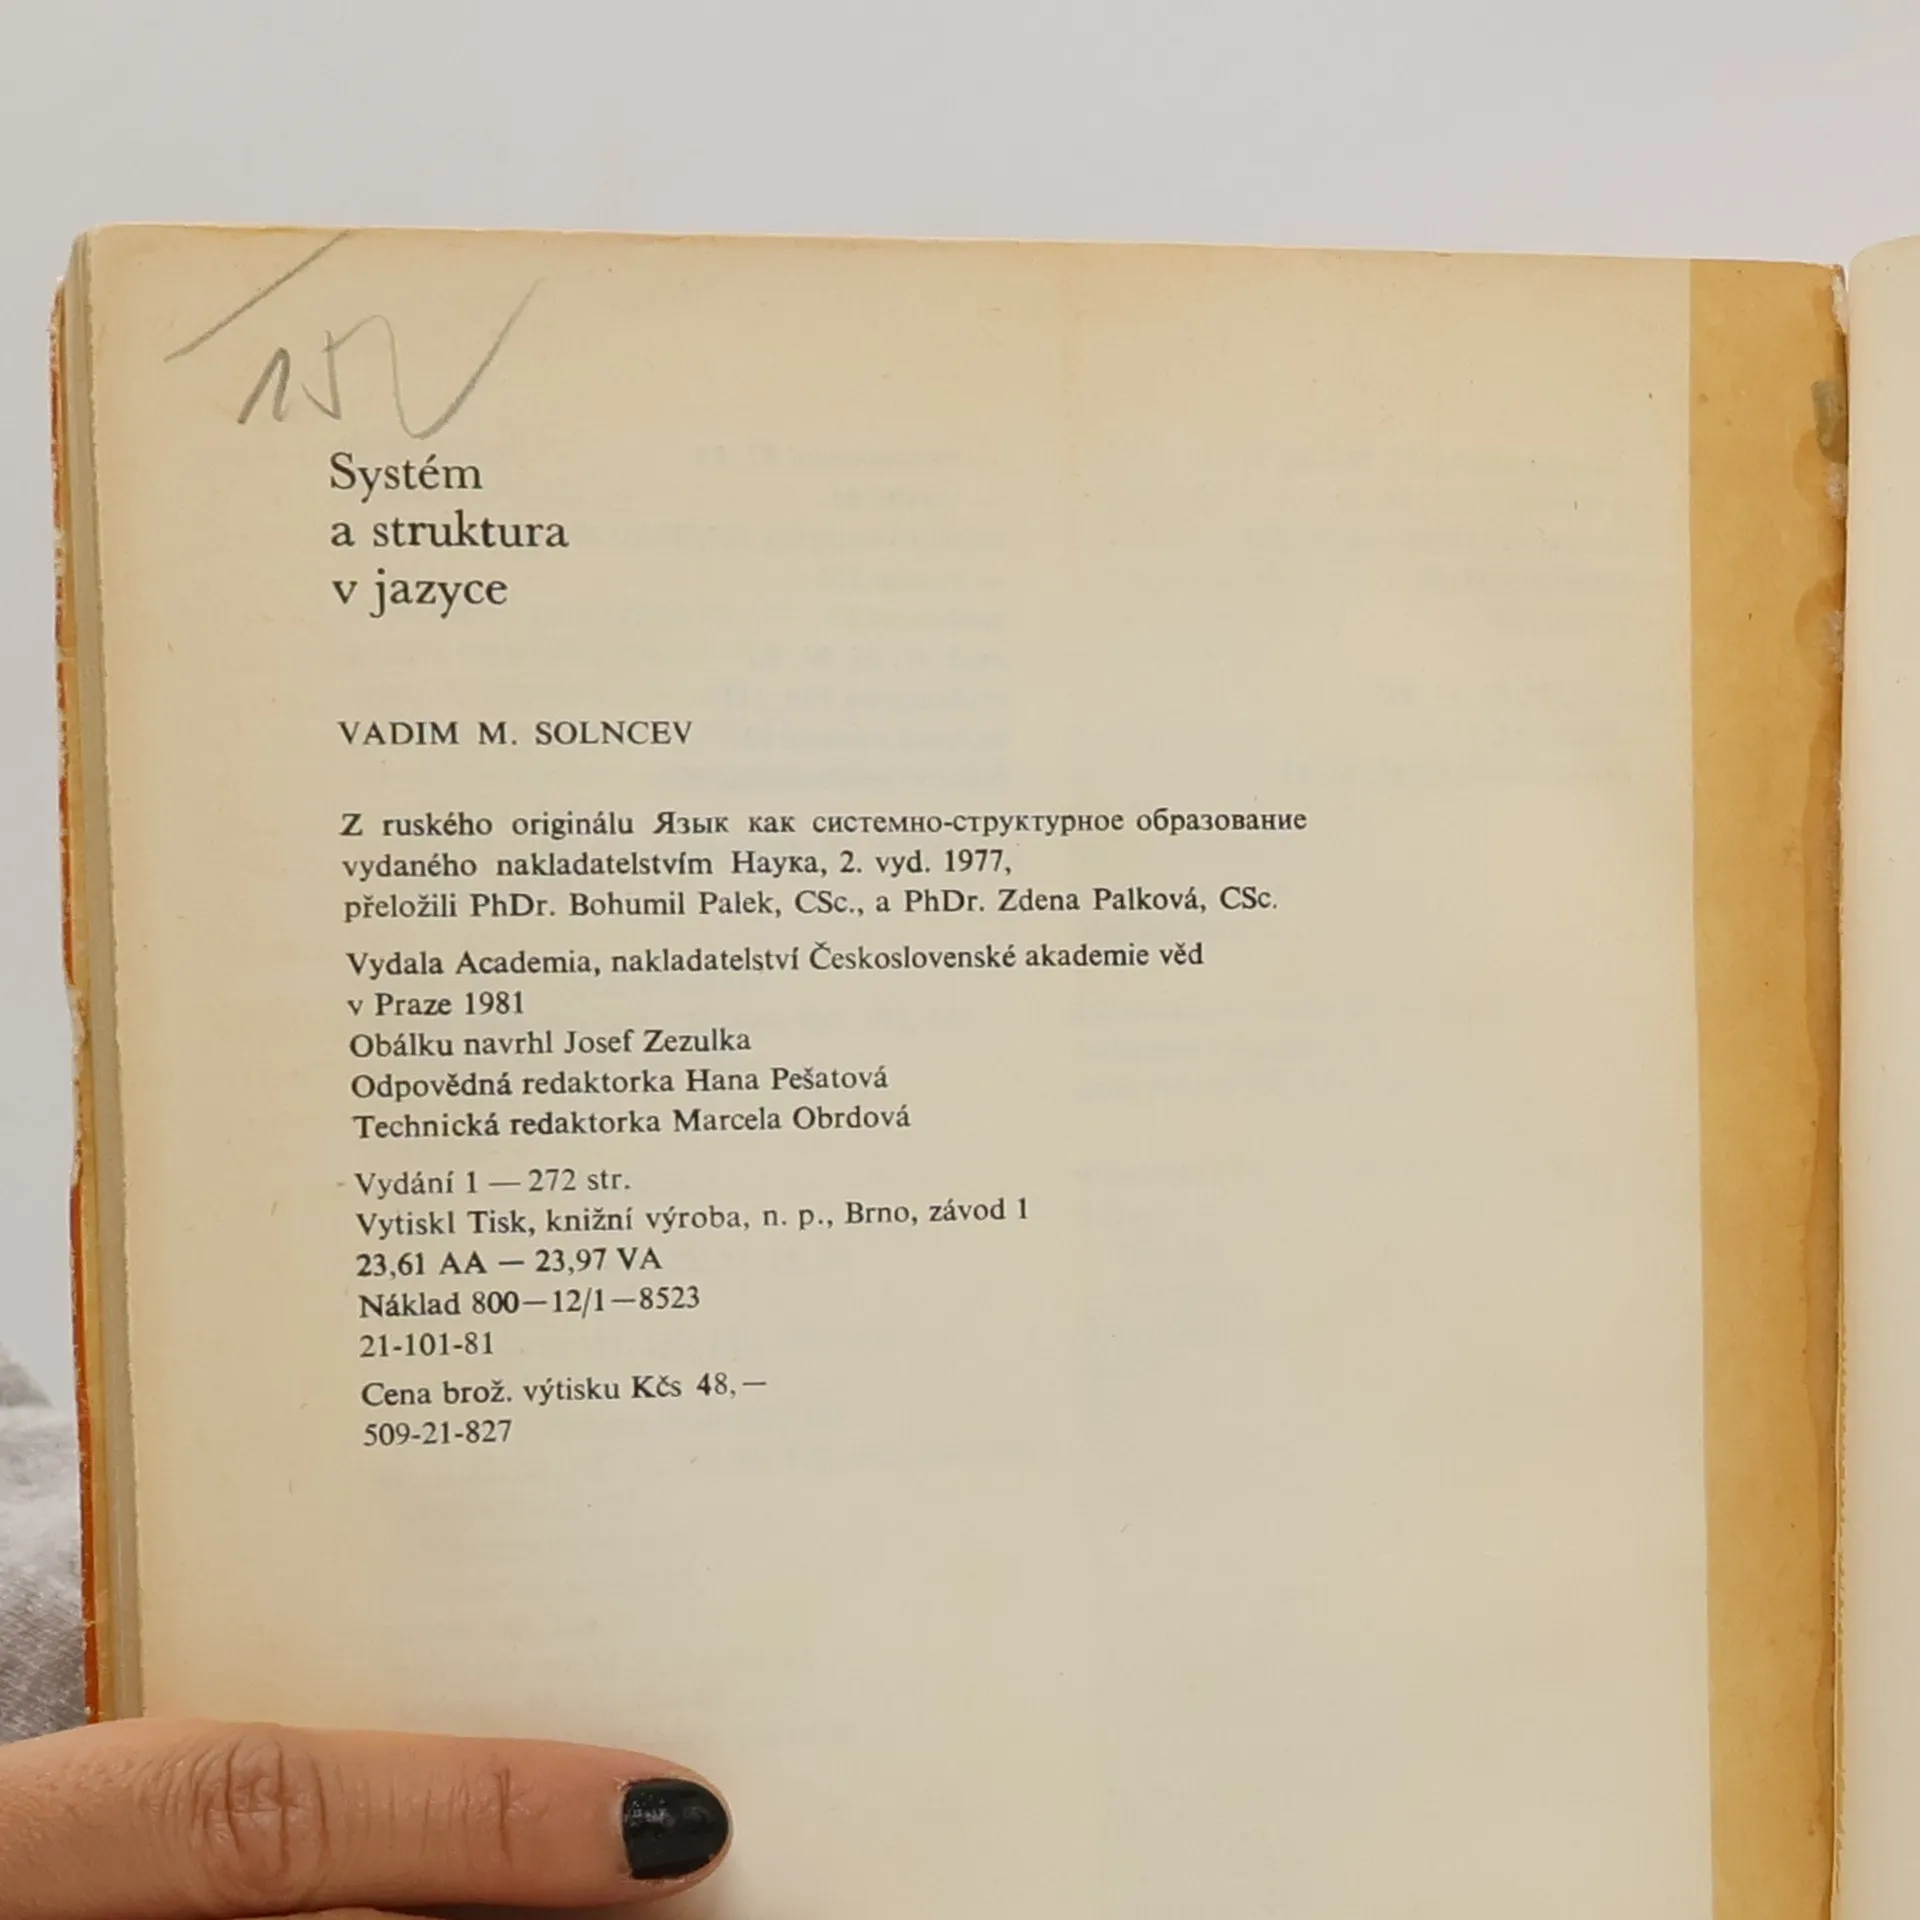 Systém
a struktura
v jazyce
VADIM M. SOLNCEV
Z ruského originálu Язык как системно-структурное образование
vydaného nakladatelstvím Наука, 2. vyd. 1977,
přeložili PhDr. Bohumil Palek, CSc., a PhDr. Zdena Palková, CSc.
Vydala Academia, nakladatelství Československé akademie věd
v Praze 1981
Obálku navrhl Josef Zezulka
Odpovědná redaktorka Hana Pešatová
Technická redaktorka Marcela Obrdová
Vydání 1 — 272 str.
Vytiskl Tisk, knižní výroba, n. p., Brno, závod 1
23,61 AA — 23,97 VA
Náklad 800—12/1—8523
21-101-81
Cena brož. výtisku Kčs 48,—
509-21-827